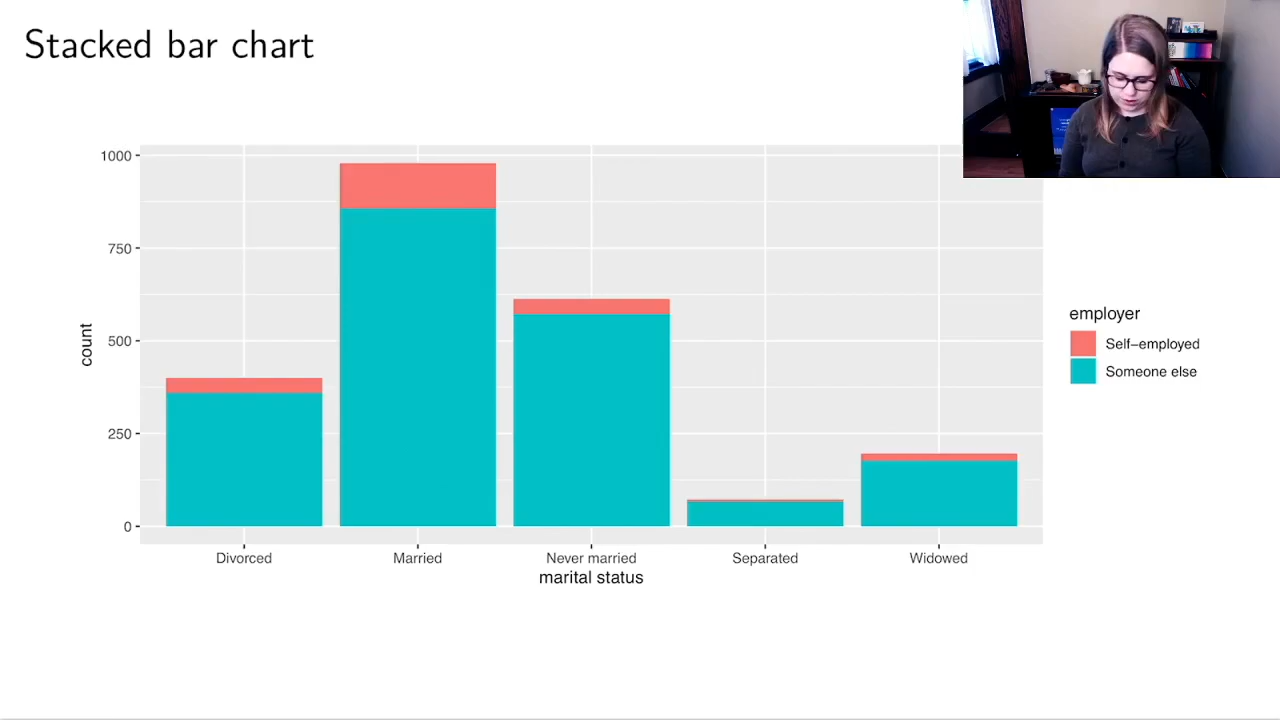 Stacked bar chart
1000
750
500
250
0
count
Divorced
Married
Never married
Separated
Widowed
marital status
employer
Self−employed
Someone else